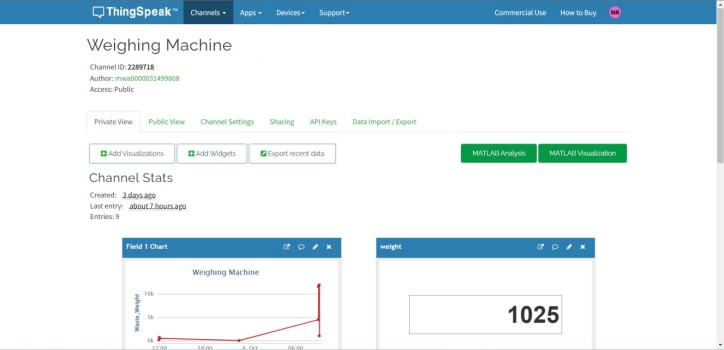 ThingSpeak™ Channels Apps Devices Support Commercial Use How to Buy NR
Weighing Machine
Channel ID: 2289718
Author: mwa0000031499808
Access: Public
Private View Public View Channel Settings Sharing API Keys Data Import / Export
Add Visualizations Add Widgets Export recent data MATLAB Analysis MATLAB Visualization
Channel Stats
Created: 3 days ago
Last entry: about 7 hours ago
Entries: 9
Field 1 Chart
weight
Weighing Machine
Waste_Weight
10k
5k
0k
17:00 18:00 6. Oct 06:00
1025